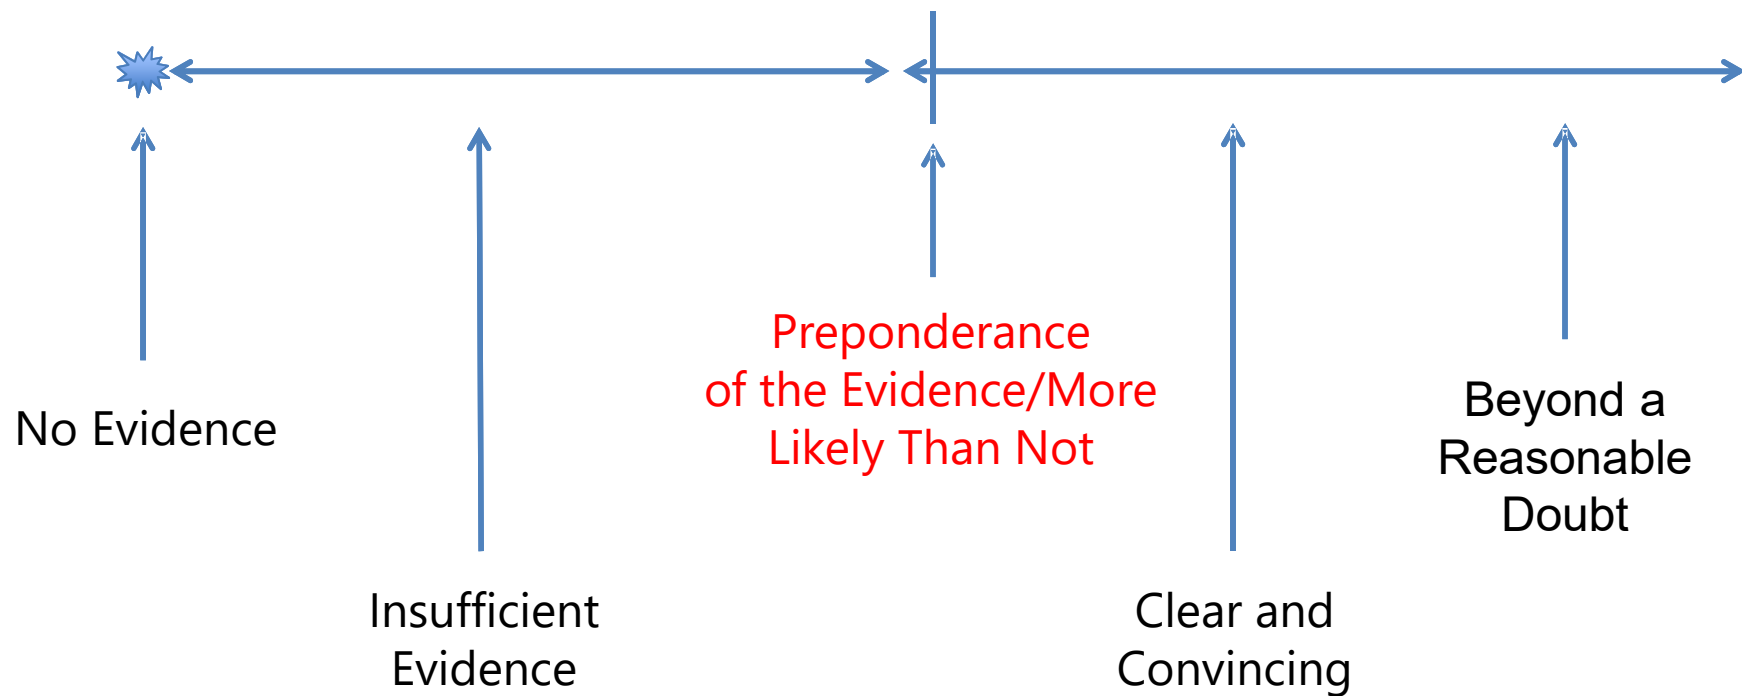 No Evidence
Insufficient
Evidence
Preponderance
of the Evidence/More
Likely Than Not
Clear and
Convincing
Beyond a
Reasonable
Doubt